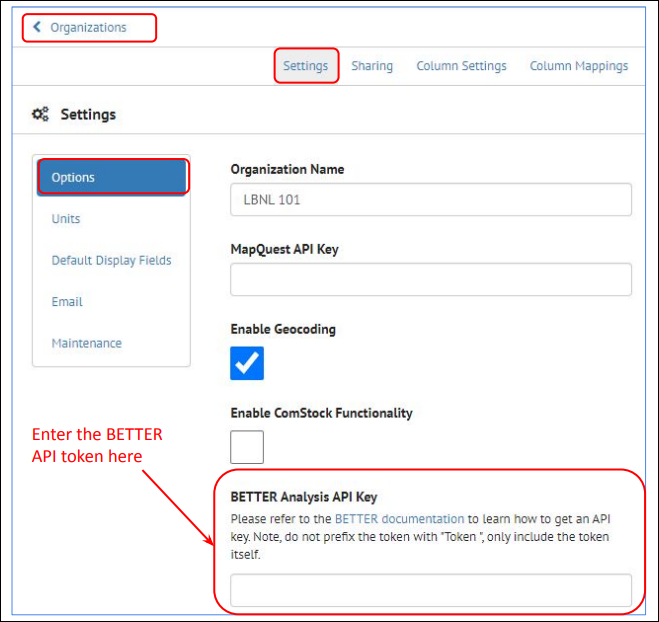 Organizations
Settings Sharing Column Settings Column Mappings
Settings
Options
Units
Default Display Fields
Email
Maintenance
Organization Name
LBNL 101
MapQuest API Key
Enable Geocoding
Enable ComStock Functionality
Enter the BETTER
API token here
BETTER Analysis API Key
Please refer to the BETTER documentation to learn how to get an API
key. Note, do not prefix the token with "Token ", only include the token
itself.